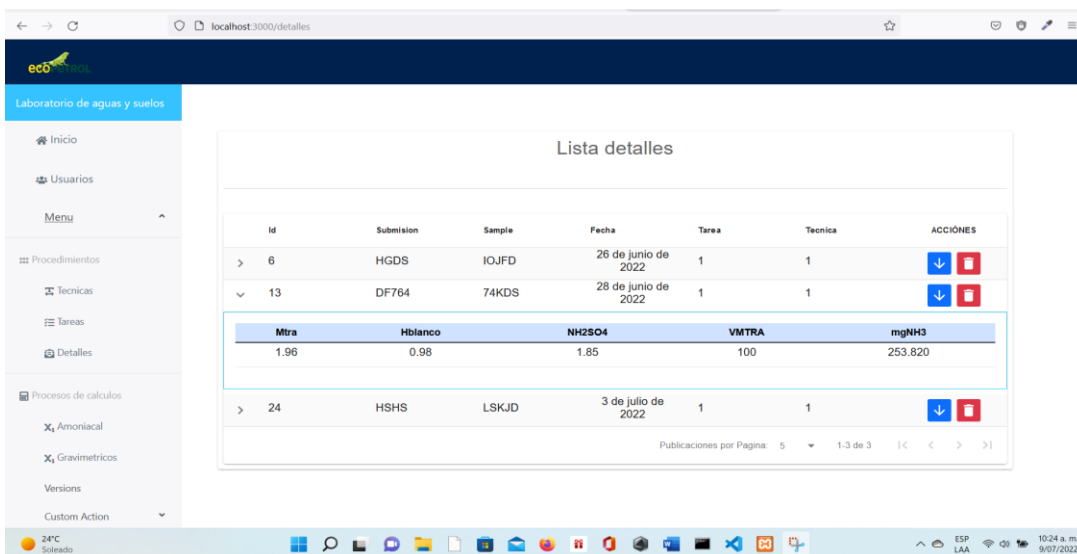 localhost:3000/detalles
ecopetrol
Laboratorio de aguas y suelos
Inicio
Usuarios
Menu
Procedimientos
Tecnicas
Tareas
Detalles
Procesos de calculos
X₁ Amoniacal
X₁ Gravimetricos
Versions
Custom Action
Lista detalles
Id Submision Sample Fecha Tarea Tecnica ACCIÓNES
6 HGDS IOJFD 26 de junio de 2022 1 1
13 DF764 74KDS 28 de junio de 2022 1 1
Mtra Hblanco NH2SO4 VMTRA mgNH3
1.96 0.98 1.85 100 253.820
24 HSHS LSKJD 3 de julio de 2022 1 1
Publicaciones por Pagina: 5 1-3 de 3
24°C
Soleado
ESP
LAA
10:24 a. m.
9/07/2022